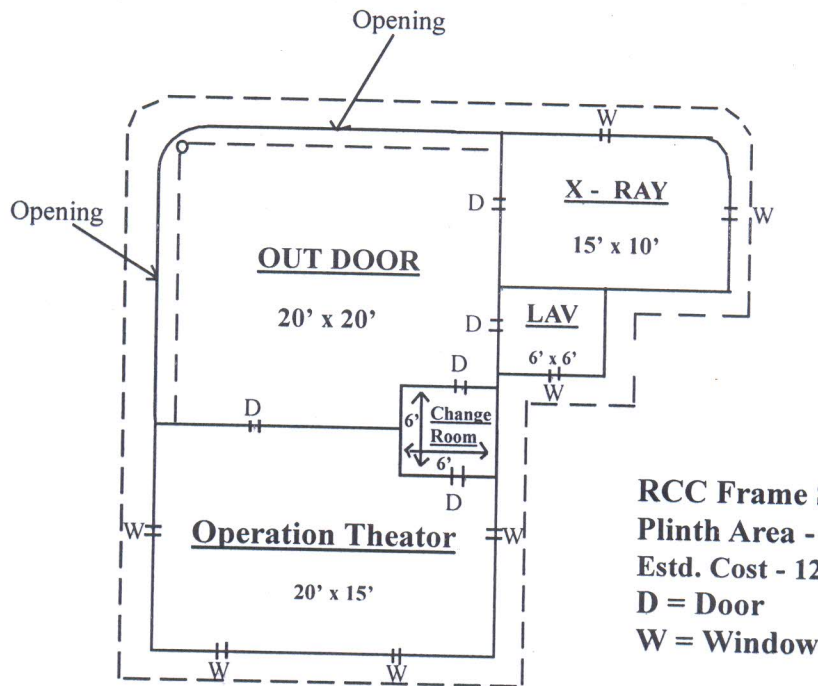 Opening
W
Opening
D
X - RAY
W
15' x 10'
OUT DOOR
20' x 20'
D
LAV
6' x 6'
W
D
D
6'
Change
Room
6'
D
W
Operation Theator
W
20' x 15'
W
W
RCC Frame
Plinth Area -
Estd. Cost - 12
D = Door
W = Window